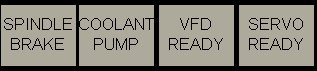 SPINDLE
BRAKE
COOLANT
PUMP
VFD
READY
SERVO
READY